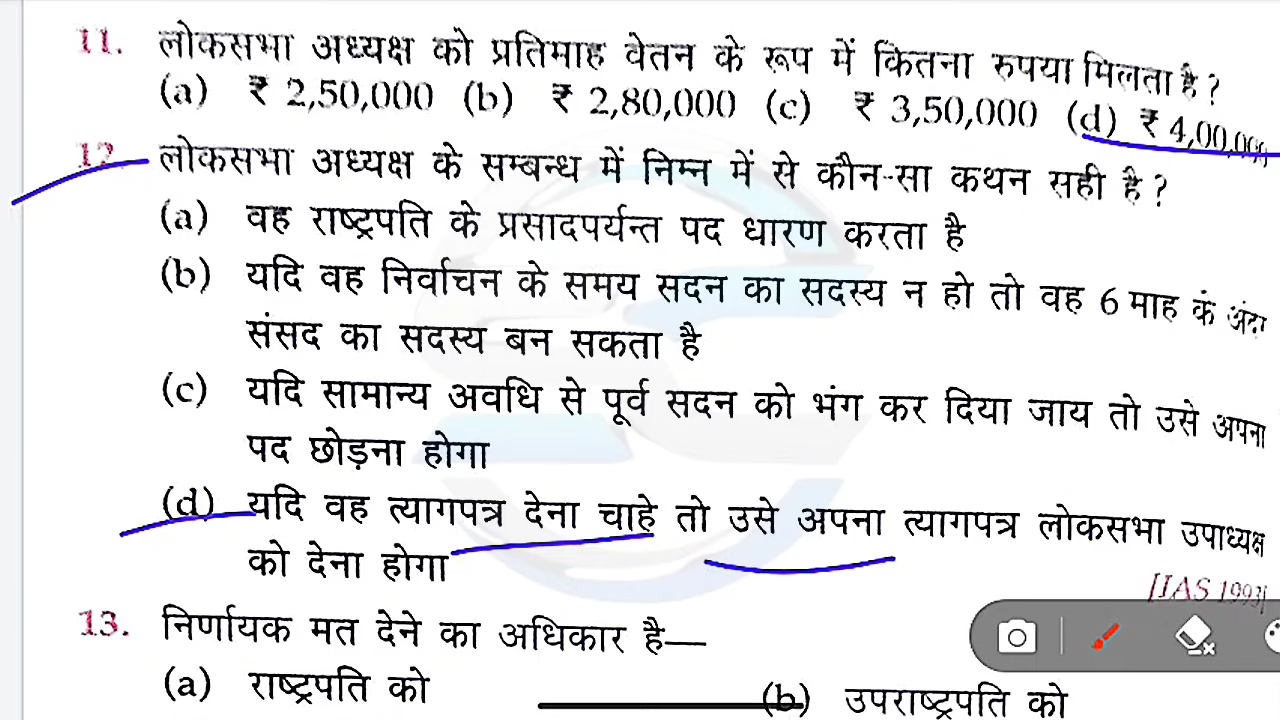 11. लोकसभा अध्यक्ष को प्रतिमाह वेतन के रूप में कितना रुपया मिलता है?
(a) ₹ 2,50,000 (b) ₹ 2,80,000 (c) ₹ 3,50,000 (d) ₹ 4,00,000
12. लोकसभा अध्यक्ष के सम्बन्ध में निम्न में से कौन-सा कथन सही है?
(a) वह राष्ट्रपति के प्रसादपर्यन्त पद धारण करता है
(b) यदि वह निर्वाचन के समय सदन का सदस्य न हो तो वह 6 माह के अंदर
संसद का सदस्य बन सकता है
(c) यदि सामान्य अवधि से पूर्व सदन को भंग कर दिया जाय तो उसे अपना
पद छोड़ना होगा
(d) यदि वह त्यागपत्र देना चाहे तो उसे अपना त्यागपत्र लोकसभा उपाध्यक्ष
को देना होगा
[IAS 1993]
13. निर्णायक मत देने का अधिकार है—
(a) राष्ट्रपति को (b) उपराष्ट्रपति को